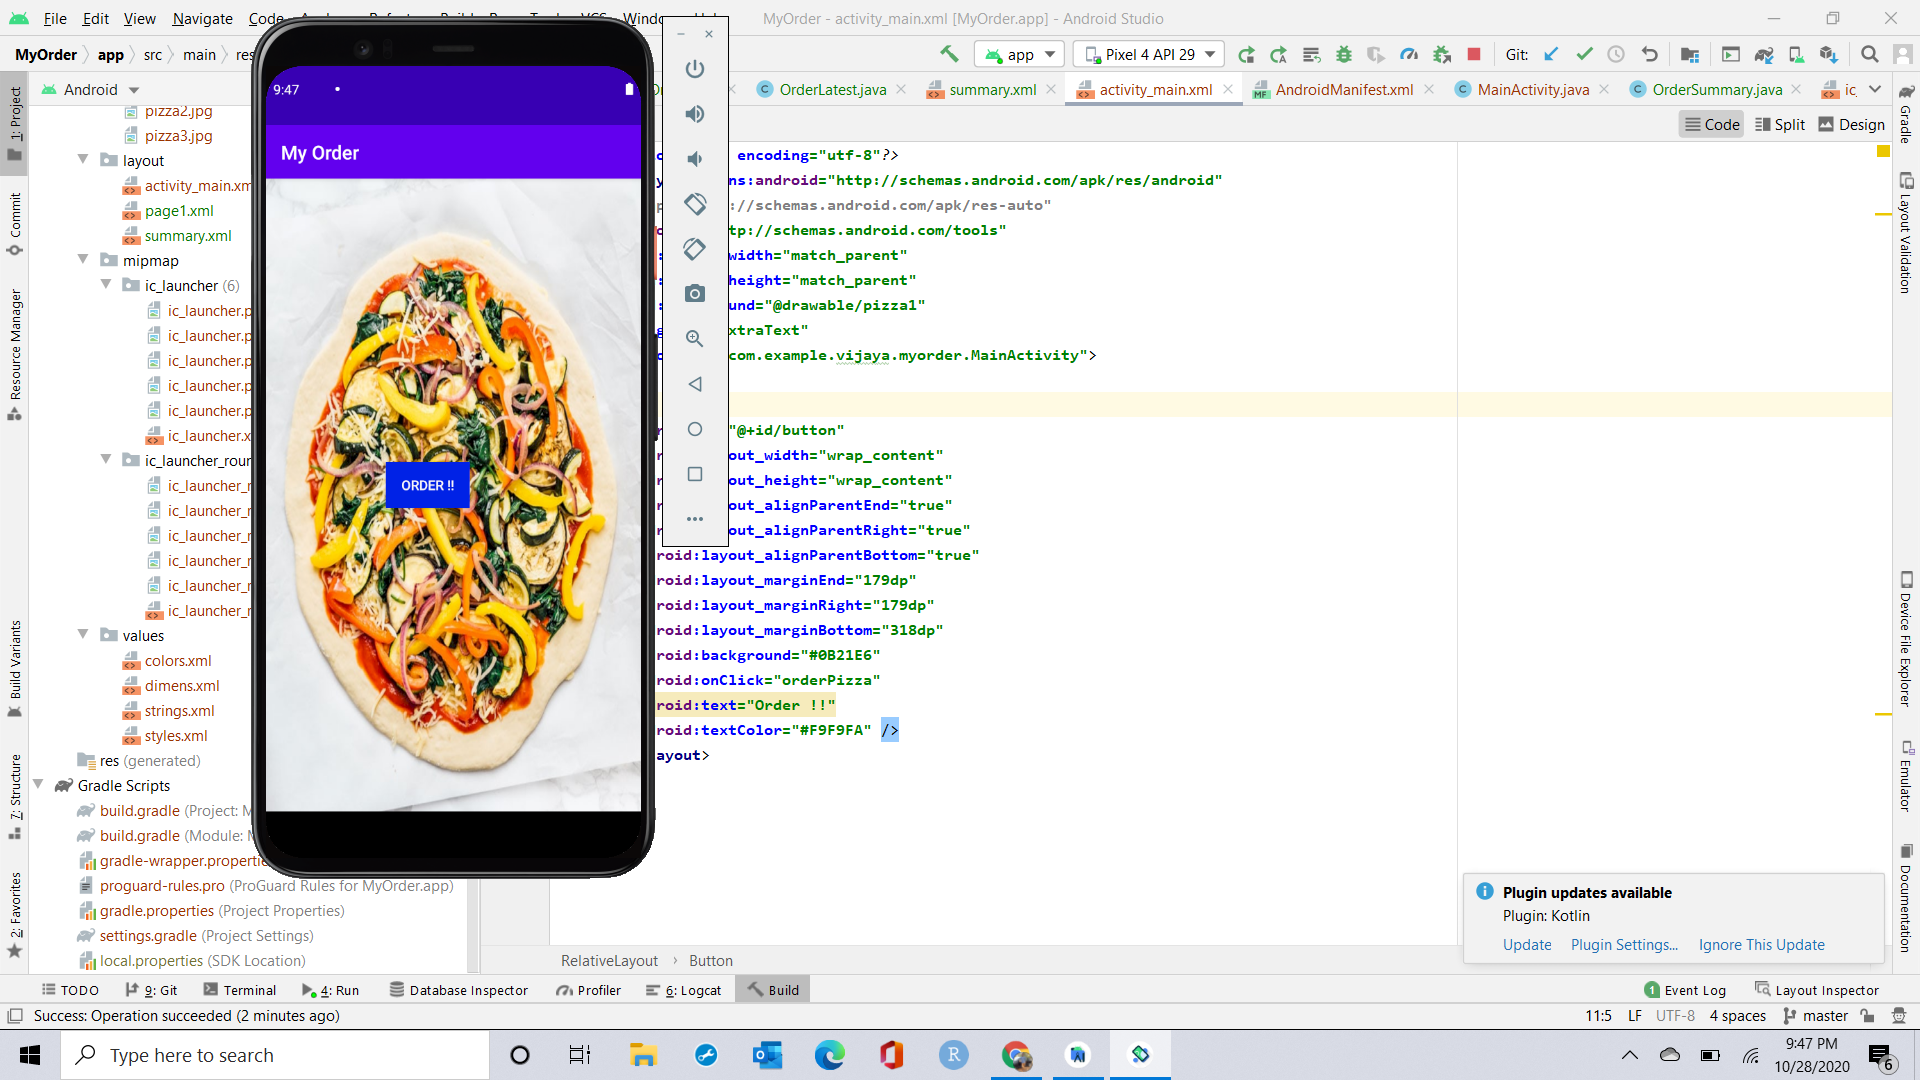 File Edit View Navigate Code
MyOrder - activity_main.xml [MyOrder.app] - Android Studio
MyOrder app src main res
app Pixel 4 API 29 Git:
Android
OrderLatest.java summary.xml activity_main.xml AndroidManifest.xml MainActivity.java OrderSummary.java ic
Code Split Design
1: Project
Commit
Resource Manager
Build Variants
7: Structure
2: Favorites
pizza2.jpg
pizza3.jpg
layout
activity_main.xm
page1.xml
summary.xml
mipmap
ic_launcher (6)
ic_launcher.p
ic_launcher.p
ic_launcher.p
ic_launcher.p
ic_launcher.p
ic_launcher.x
ic_launcher_roun
ic_launcher_r
ic_launcher_r
ic_launcher_r
ic_launcher_r
ic_launcher_r
ic_launcher_r
values
colors.xml
dimens.xml
strings.xml
styles.xml
res (generated)
Gradle Scripts
build.gradle (Project: M
build.gradle (Module: M
gradle-wrapper.propertie
proguard-rules.pro (ProGuard Rules for MyOrder.app)
gradle.properties (Project Properties)
settings.gradle (Project Settings)
local.properties (SDK Location)
9:47
My Order
ORDER !!
encoding="utf-8"?>
ns:android="http://schemas.android.com/apk/res/android"
://schemas.android.com/apk/res-auto"
tp://schemas.android.com/tools"
width="match_parent"
height="match_parent"
und="@drawable/pizza1"
xtraText"
com.example.vijaya.myorder.MainActivity">
"@+id/button"
out_width="wrap_content"
out_height="wrap_content"
out_alignParentEnd="true"
out_alignParentRight="true"
roid:layout_alignParentBottom="true"
roid:layout_marginEnd="179dp"
roid:layout_marginRight="179dp"
roid:layout_marginBottom="318dp"
roid:background="#0B21E6"
roid:onClick="orderPizza"
roid:text="Order !!"
roid:textColor="#F9F9FA" />
ayout>
Gradle
Layout Validation
Device File Explorer
Emulator
Documentation
Plugin updates available
Plugin: Kotlin
Update Plugin Settings... Ignore This Update
RelativeLayout Button
TODO 9: Git Terminal 4: Run Database Inspector Profiler 6: Logcat Build Event Log Layout Inspector
Success: Operation succeeded (2 minutes ago)
11:5 LF UTF-8 4 spaces master
Type here to search
9:47 PM
10/28/2020
6